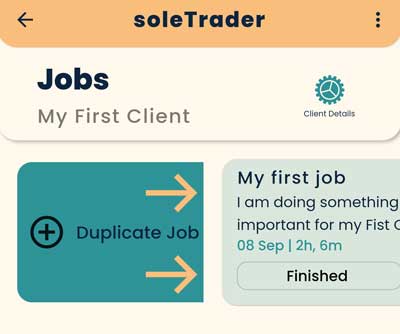 soleTrader
Jobs
My First Client
Client Details
Duplicate Job
My first job
I am doing something
important for my Fist
08 Sep | 2h, 6m
Finished